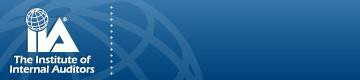 IIA
The Institute of
Internal Auditors